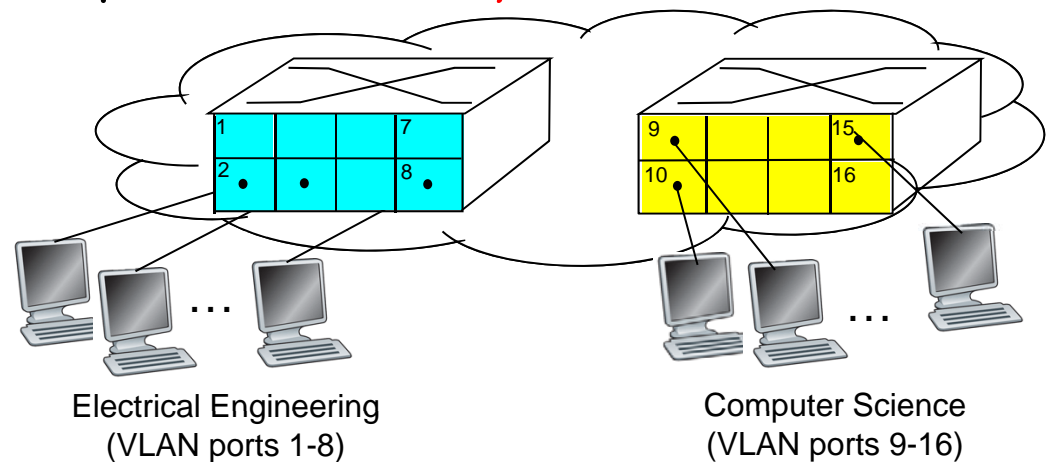 1 7
2 8
9 15
10 16
... ...
Electrical Engineering
(VLAN ports 1-8)
Computer Science
(VLAN ports 9-16)